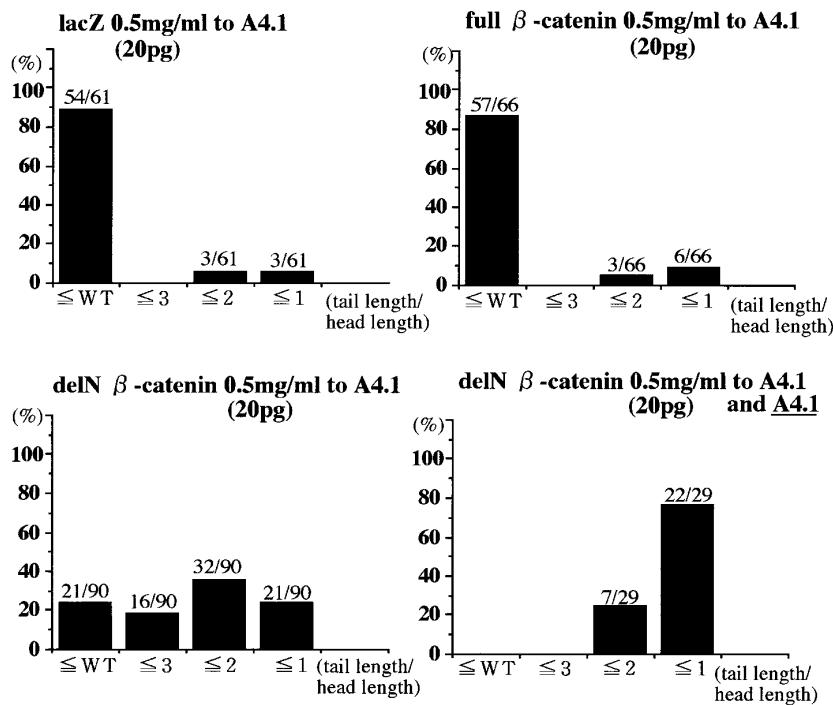 lacZ 0.5mg/ml to A4.1
(20pg)
(%)
100
80
60
40
20
0
54/61
3/61
3/61
≦WT
≦3
≦2
≦1
(tail length/
head length)
full β-catenin 0.5mg/ml to A4.1
(20pg)
(%)
100
80
60
40
20
0
57/66
3/66
6/66
≦WT
≦3
≦2
≦1
(tail length/
head length)
delN β-catenin 0.5mg/ml to A4.1
(20pg)
(%)
100
80
60
40
20
0
21/90
16/90
32/90
21/90
≦WT
≦3
≦2
≦1
(tail length/
head length)
delN β-catenin 0.5mg/ml to A4.1
(20pg) and A4.1
(%)
100
80
60
40
20
0
7/29
22/29
≦WT
≦3
≦2
≦1
(tail length/
head length)